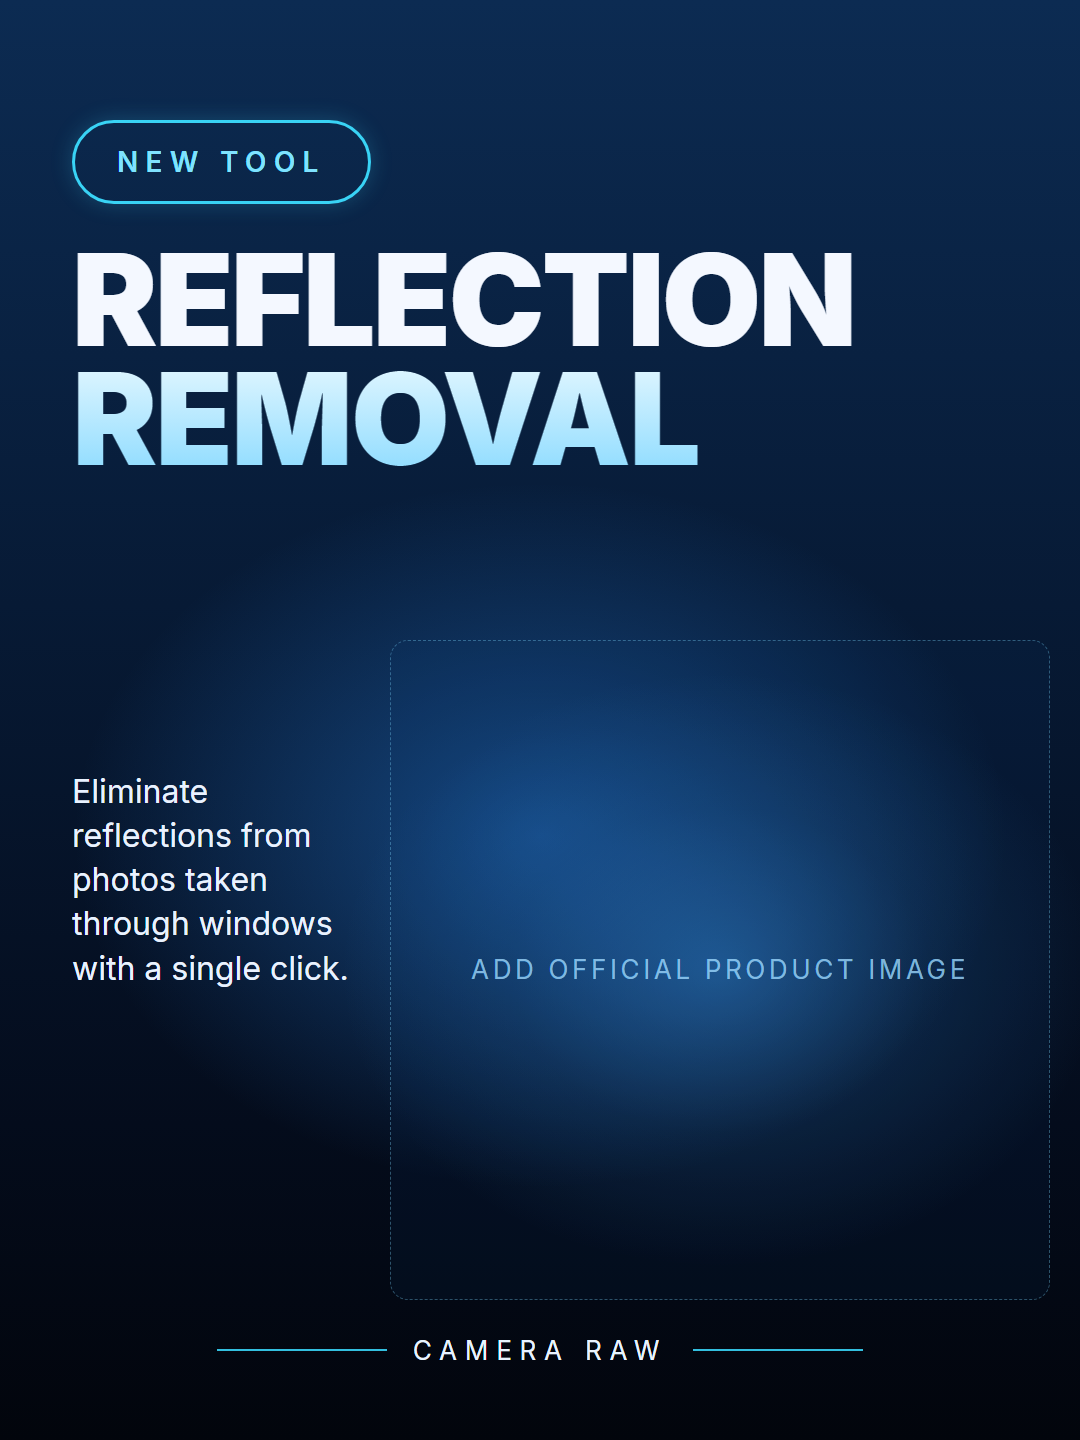 NEW TOOL
REFLECTION
REMOVAL
Eliminate
reflections from
photos taken
through windows
with a single click.
ADD OFFICIAL PRODUCT IMAGE
CAMERA RAW